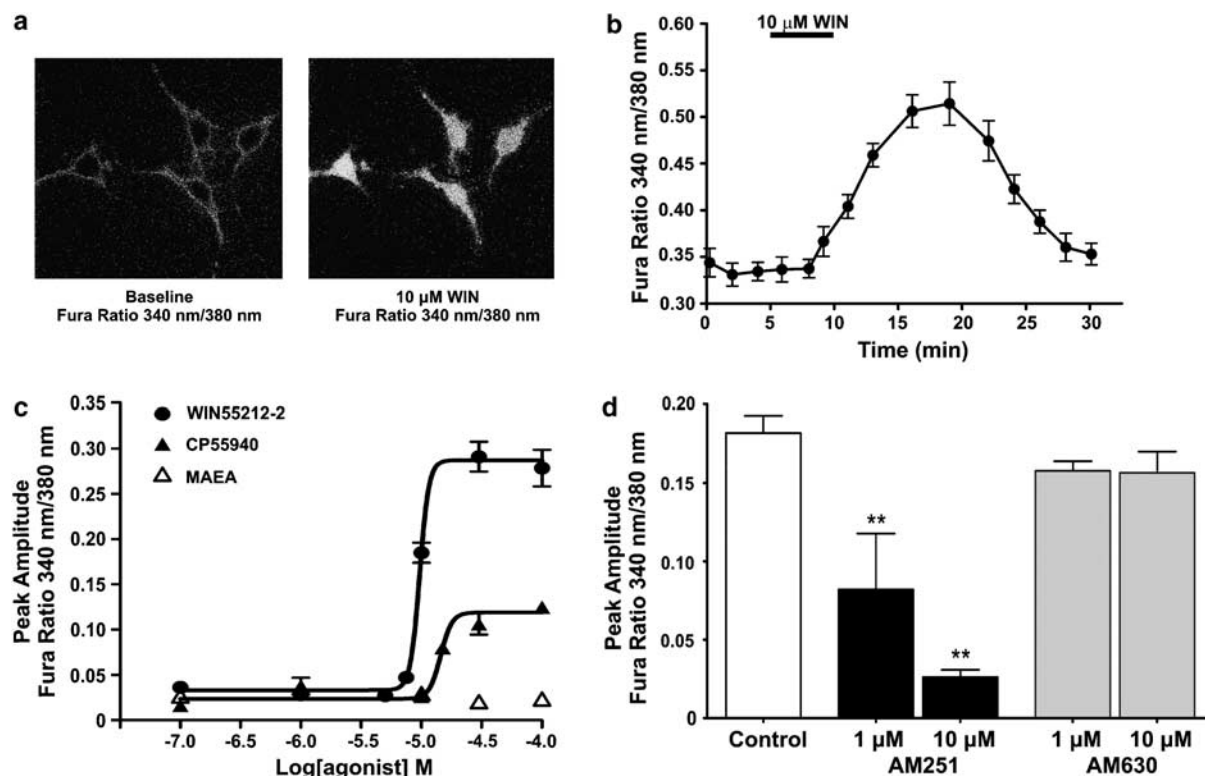 a
Baseline
Fura Ratio 340 nm/380 nm
10 µM WIN
Fura Ratio 340 nm/380 nm
b
10 µM WIN
Fura Ratio 340 nm/380 nm
0.60
0.55
0.50
0.45
0.40
0.35
0.30
0 5 10 15 20 25 30
Time (min)
c
Peak Amplitude
Fura Ratio 340 nm/380 nm
0.35
0.30
0.25
0.20
0.15
0.10
0.05
0
WIN55212-2
CP55940
MAEA
-7.0 -6.5 -6.0 -5.5 -5.0 -4.5 -4.0
Log[agonist] M
d
Peak Amplitude
Fura Ratio 340 nm/380 nm
0.20
0.15
0.10
0.05
0
**
**
Control 1 µM 10 µM 1 µM 10 µM
AM251 AM630